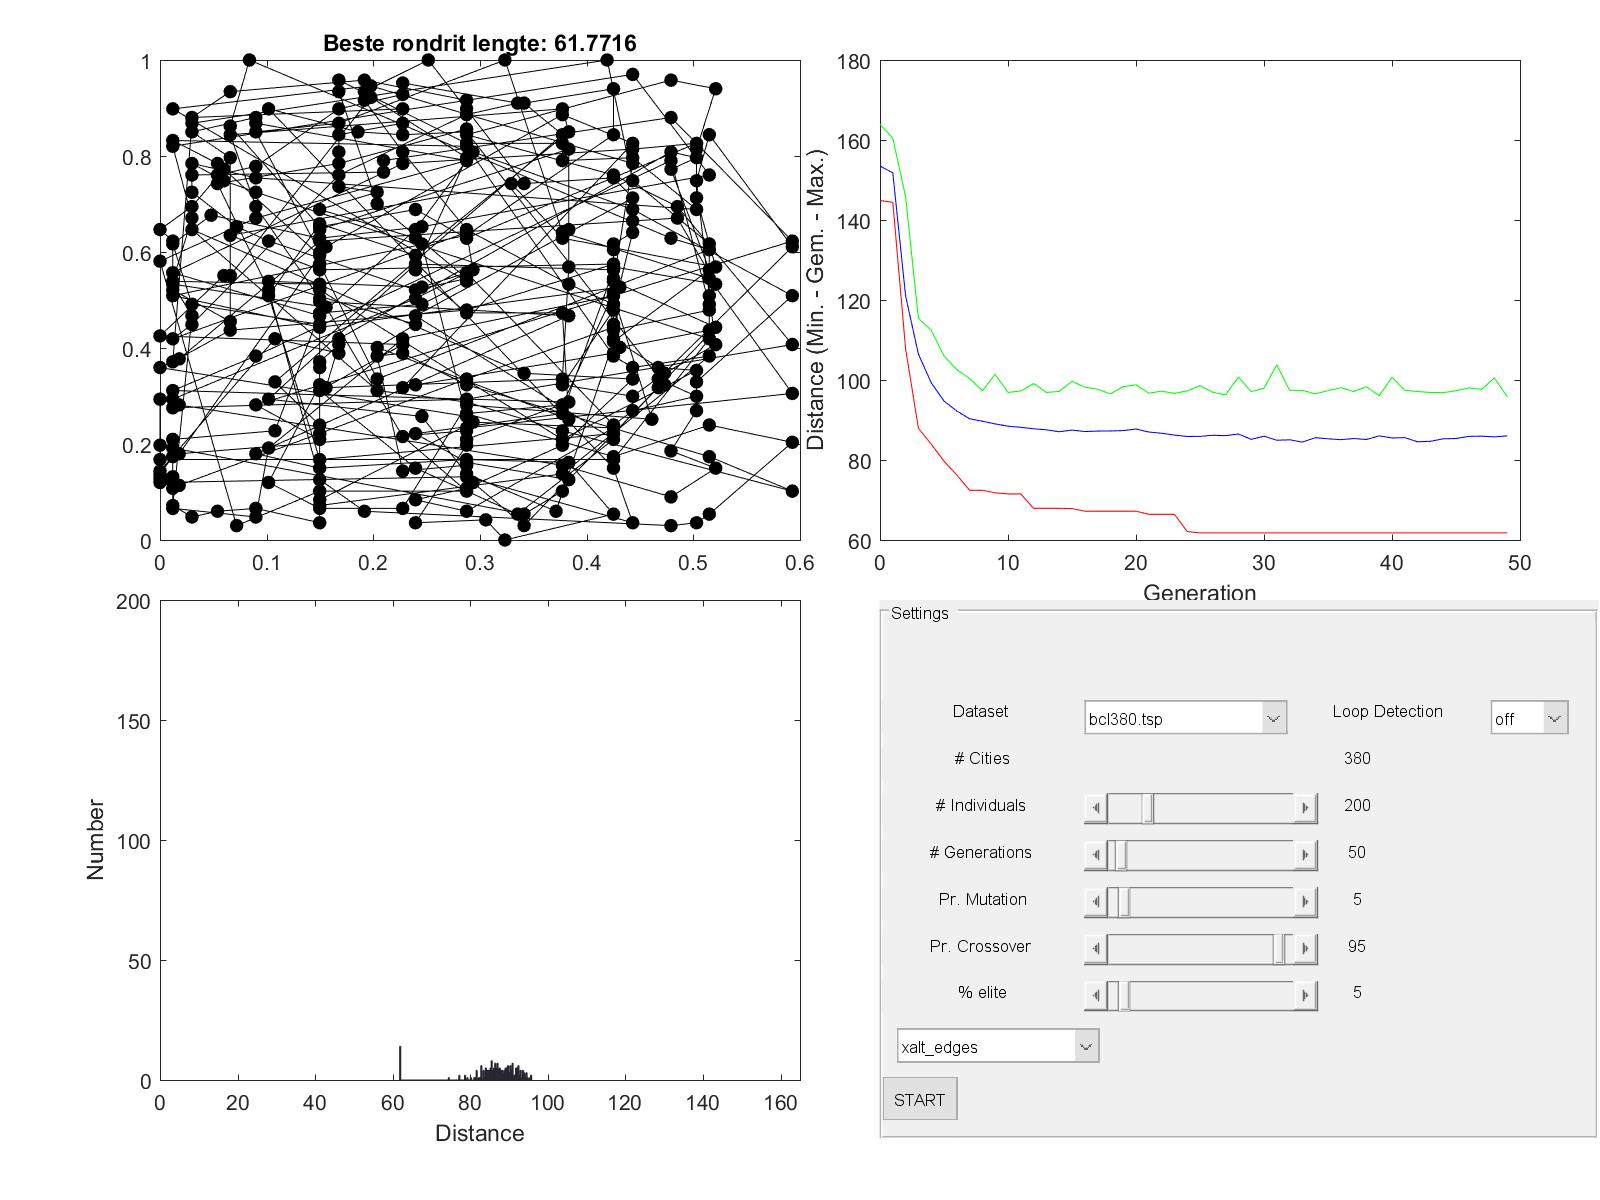 Beste rondrit lengte: 61.7716
1
0.8
0.6
0.4
0.2
0
0 0.1 0.2 0.3 0.4 0.5 0.6
Distance (Min. - Gem. - Max.)
180
160
140
120
100
80
60
0 10 20 30 40 50
Generation
Number
200
150
100
50
0
0 20 40 60 80 100 120 140 160
Distance
Settings
Dataset bcl380.tsp Loop Detection off
# Cities 380
# Individuals 200
# Generations 50
Pr. Mutation 5
Pr. Crossover 95
% elite 5
xalt_edges
START